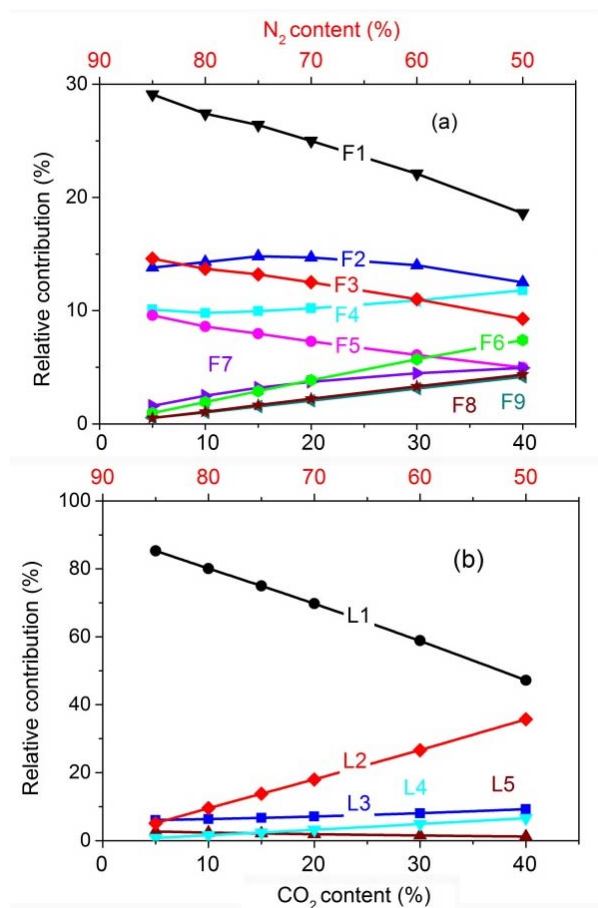 N₂ content (%)
90 80 70 60 50
30
20
10
0
Relative contribution (%)
(a)
F1
F2
F3
F4
F5
F6
F7
F8
F9
0 10 20 30 40
90 80 70 60 50
100
80
60
40
20
0
Relative contribution (%)
(b)
L1
L2
L3
L4
L5
0 10 20 30 40
CO₂ content (%)